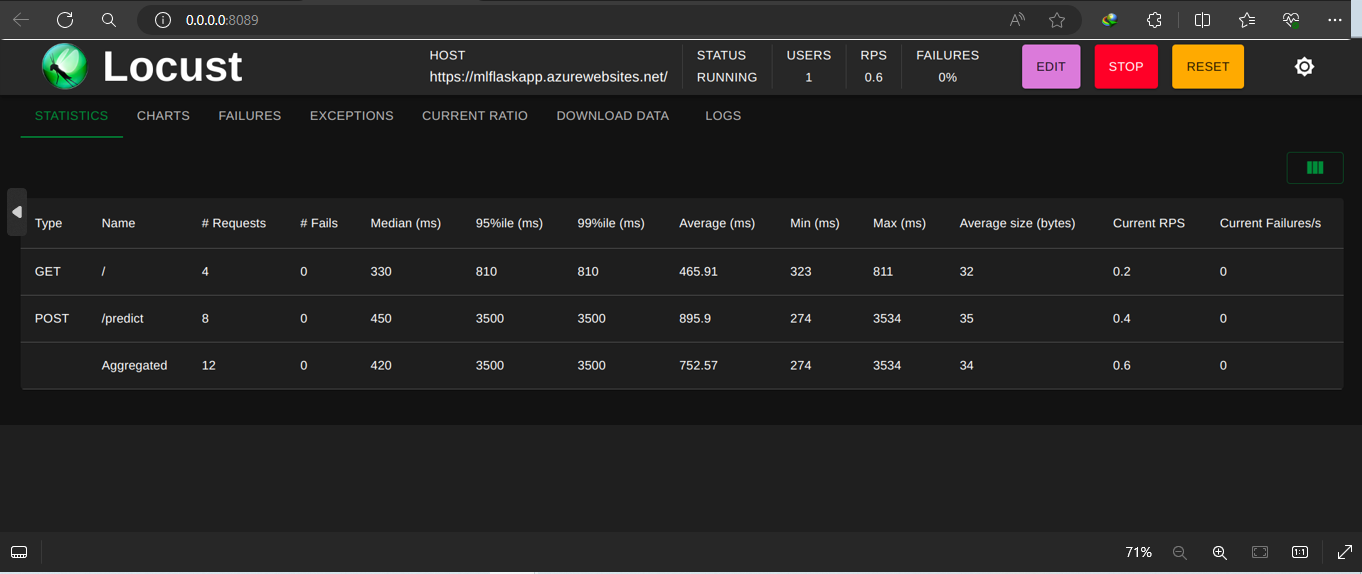 0.0.0.0:8089
Locust
HOST
https://mlflaskapp.azurewebsites.net/
STATUS
RUNNING
USERS
1
RPS
0.6
FAILURES
0%
EDIT
STOP
RESET
STATISTICS CHARTS FAILURES EXCEPTIONS CURRENT RATIO DOWNLOAD DATA LOGS
Type Name # Requests # Fails Median (ms) 95%ile (ms) 99%ile (ms) Average (ms) Min (ms) Max (ms) Average size (bytes) Current RPS Current Failures/s
GET / 4 0 330 810 810 465.91 323 811 32 0.2 0
POST /predict 8 0 450 3500 3500 895.9 274 3534 35 0.4 0
Aggregated 12 0 420 3500 3500 752.57 274 3534 34 0.6 0
71% 1:1